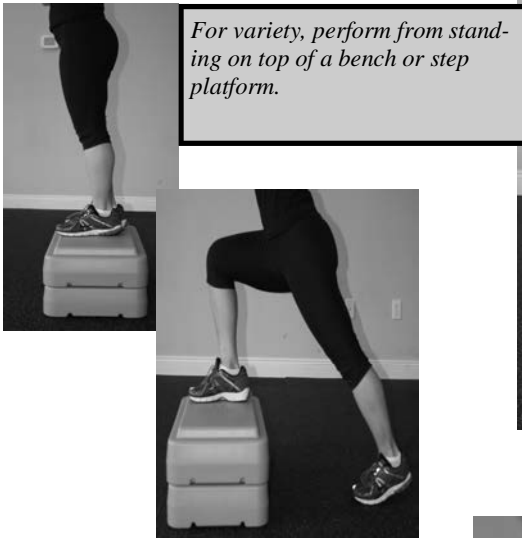 For variety, perform from stand-
ing on top of a bench or step
platform.